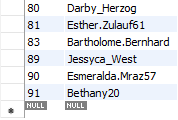 80 Darby_Herzog
81 Esther.Zulauf61
83 Bartholome.Bernhard
89 Jessyca_West
90 Esmeralda.Mraz57
91 Bethany20
NULL NULL